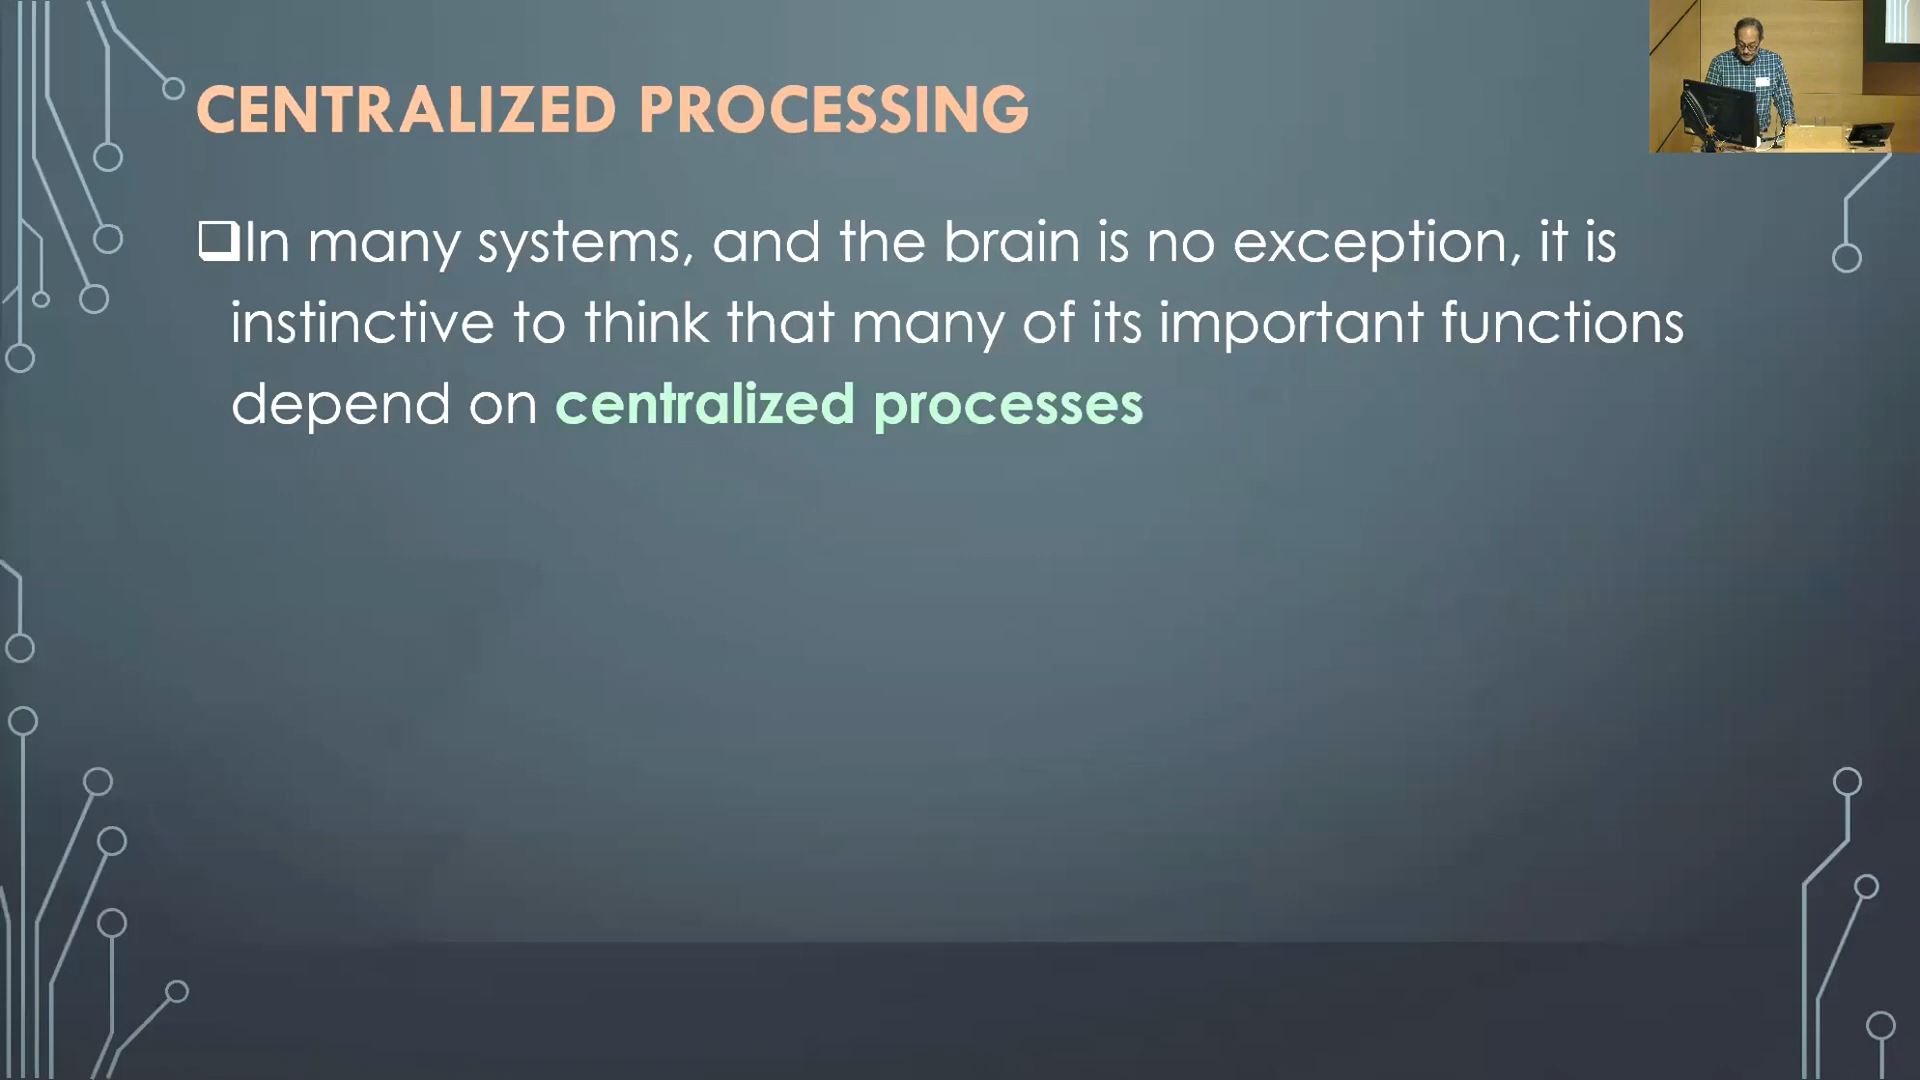 CENTRALIZED PROCESSING
In many systems, and the brain is no exception, it is
instinctive to think that many of its important functions
depend on centralized processes